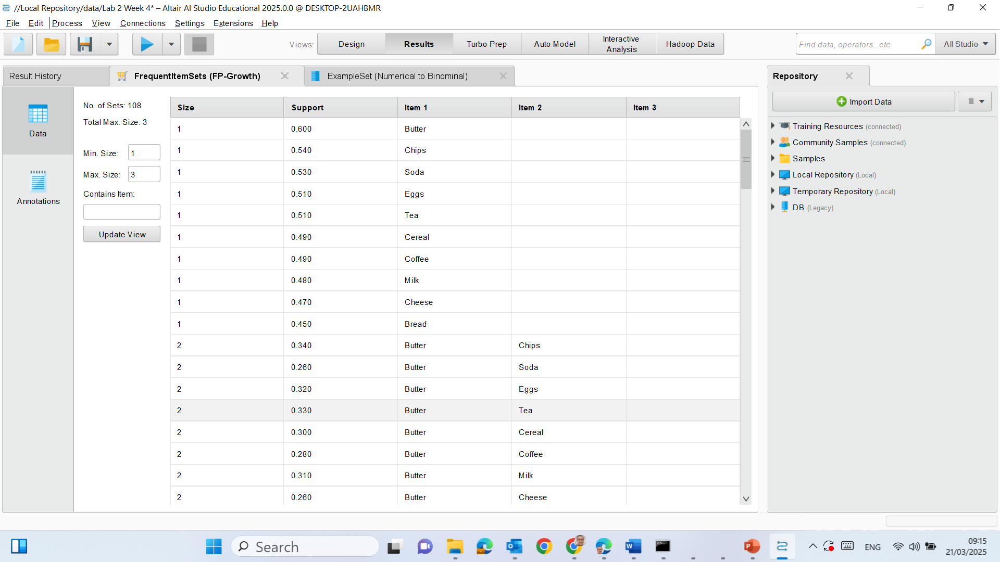 //Local Repository/data/Lab 2 Week 4* – Altair AI Studio Educational 2025.0.0 @ DESKTOP-2UAHBMR
File Edit Process View Connections Settings Extensions Help
Views: Design Results Turbo Prep Auto Model Interactive Analysis Hadoop Data
Find data, operators...etc
All Studio
Result History
FrequentItemSets (FP-Growth)
ExampleSet (Numerical to Binominal)
Repository
Data
Annotations
No. of Sets: 108
Total Max. Size: 3
Min. Size: 1
Max. Size: 3
Contains Item:
Update View
Size Support Item 1 Item 2 Item 3
1 0.600 Butter
1 0.540 Chips
1 0.530 Soda
1 0.510 Eggs
1 0.510 Tea
1 0.490 Cereal
1 0.490 Coffee
1 0.480 Milk
1 0.470 Cheese
1 0.450 Bread
2 0.340 Butter Chips
2 0.260 Butter Soda
2 0.320 Butter Eggs
2 0.330 Butter Tea
2 0.300 Butter Cereal
2 0.280 Butter Coffee
2 0.310 Butter Milk
2 0.260 Butter Cheese
Import Data
Training Resources (connected)
Community Samples (connected)
Samples
Local Repository (Local)
Temporary Repository (Local)
DB (Legacy)
Search
ENG
09:15
21/03/2025